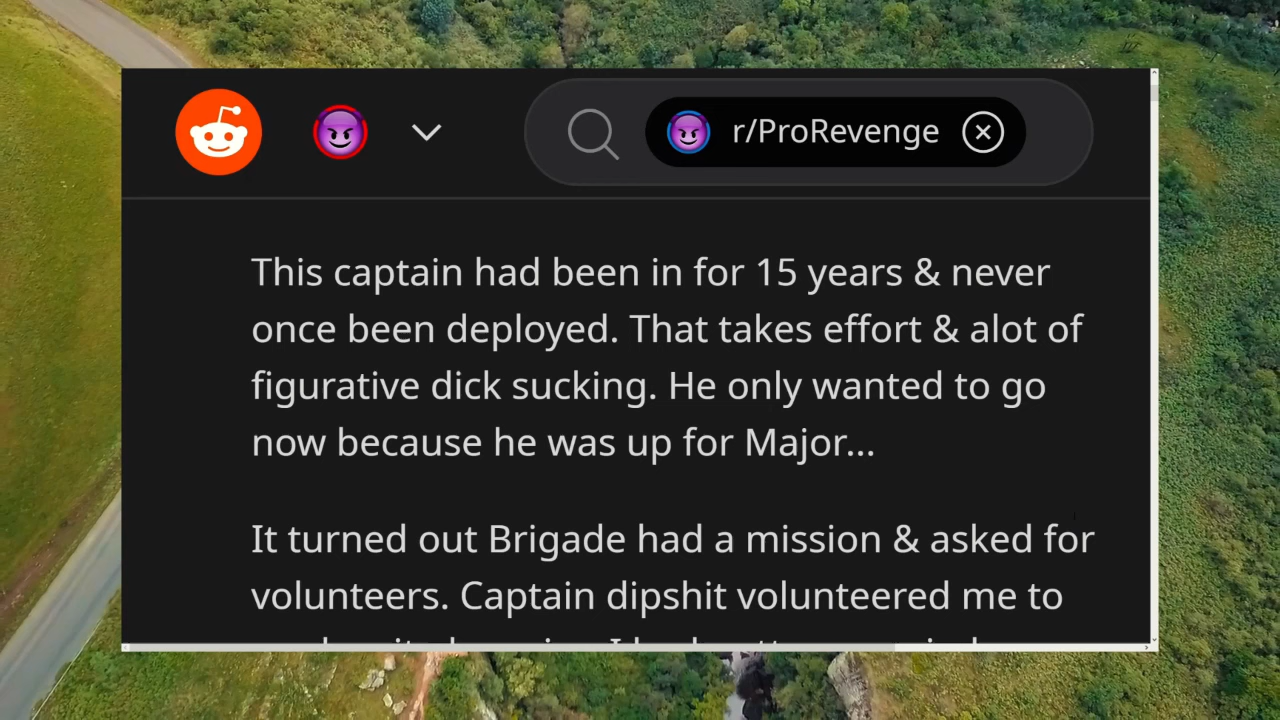 r/ProRevenge
This captain had been in for 15 years & never
once been deployed. That takes effort & alot of
figurative dick sucking. He only wanted to go
now because he was up for Major...
It turned out Brigade had a mission & asked for
volunteers. Captain dipshit volunteered me to